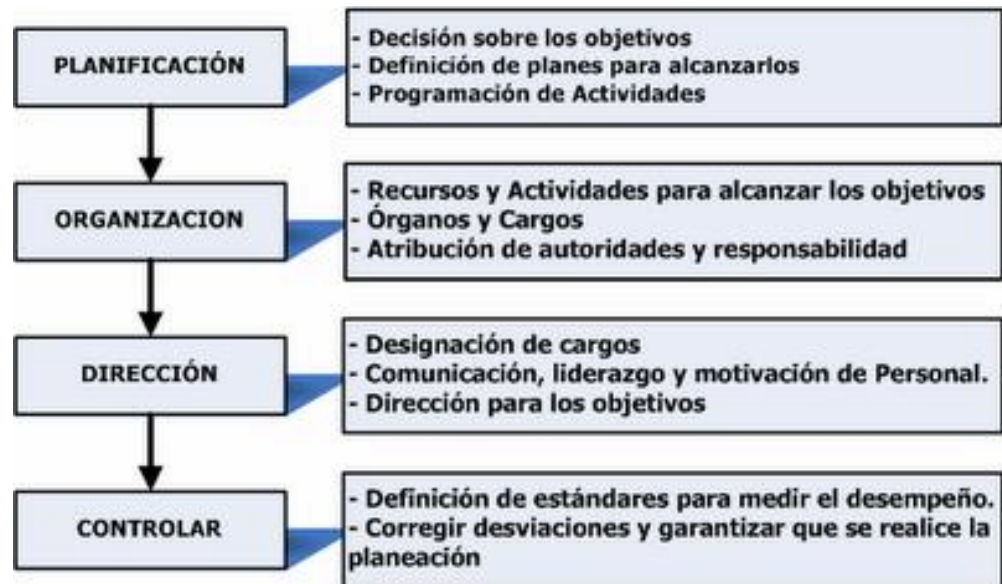 PLANIFICACIÓN
- Decisión sobre los objetivos
- Definición de planes para alcanzarlos
- Programación de Actividades
ORGANIZACION
- Recursos y Actividades para alcanzar los objetivos
- Órganos y Cargos
- Atribución de autoridades y responsabilidad
DIRECCIÓN
- Designación de cargos
- Comunicación, liderazgo y motivación de Personal.
- Dirección para los objetivos
CONTROLAR
- Definición de estándares para medir el desempeño.
- Corregir desviaciones y garantizar que se realice la
planeación